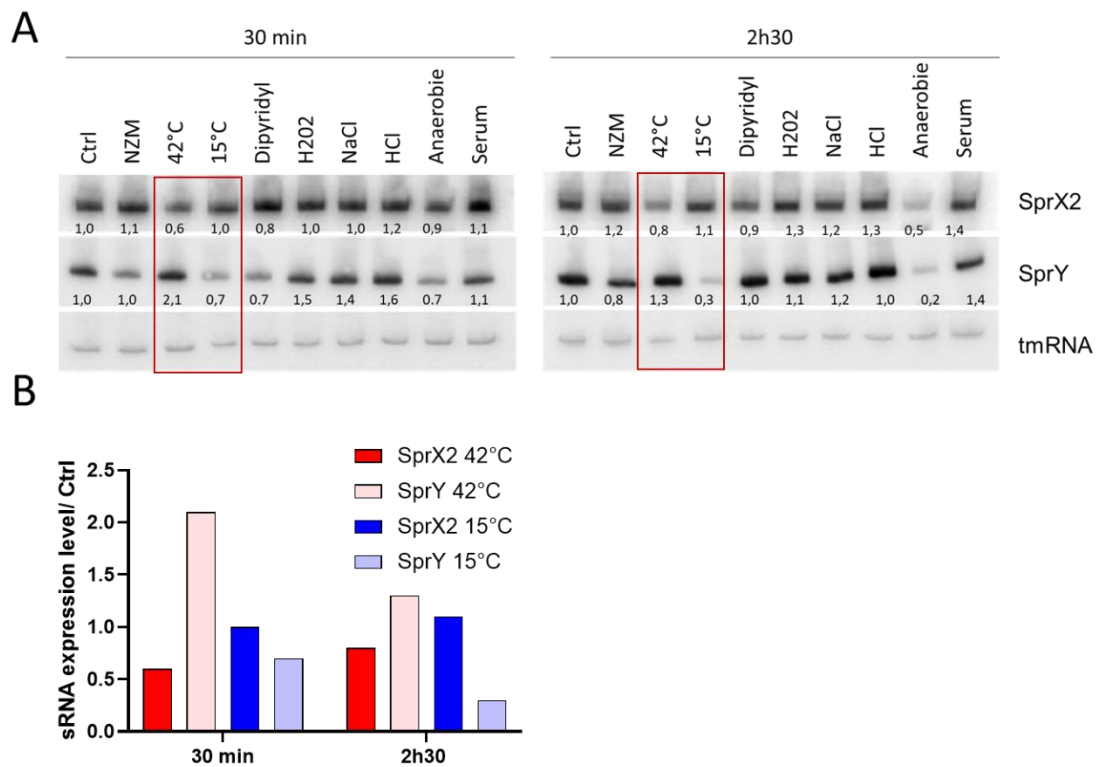 A
30 min
2h30
Ctrl NZM 42°C 15°C Dipyridyl H202 NaCl HCl Anaerobie Serum
Ctrl NZM 42°C 15°C Dipyridyl H202 NaCl HCl Anaerobie Serum
1,0 1,1 0,6 1,0 0,8 1,0 1,0 1,2 0,9 1,1
1,0 1,2 0,8 1,1 0,9 1,3 1,2 1,3 0,5 1,4
SprX2
1,0 1,0 2,1 0,7 0,7 1,5 1,4 1,6 0,7 1,1
1,0 0,8 1,3 0,3 1,0 1,1 1,2 1,0 0,2 1,4
SprY
tmRNA
B
sRNA expression level/ Ctrl
2.5
2.0
1.5
1.0
0.5
0.0
SprX2 42°C
SprY 42°C
SprX2 15°C
SprY 15°C
30 min 2h30